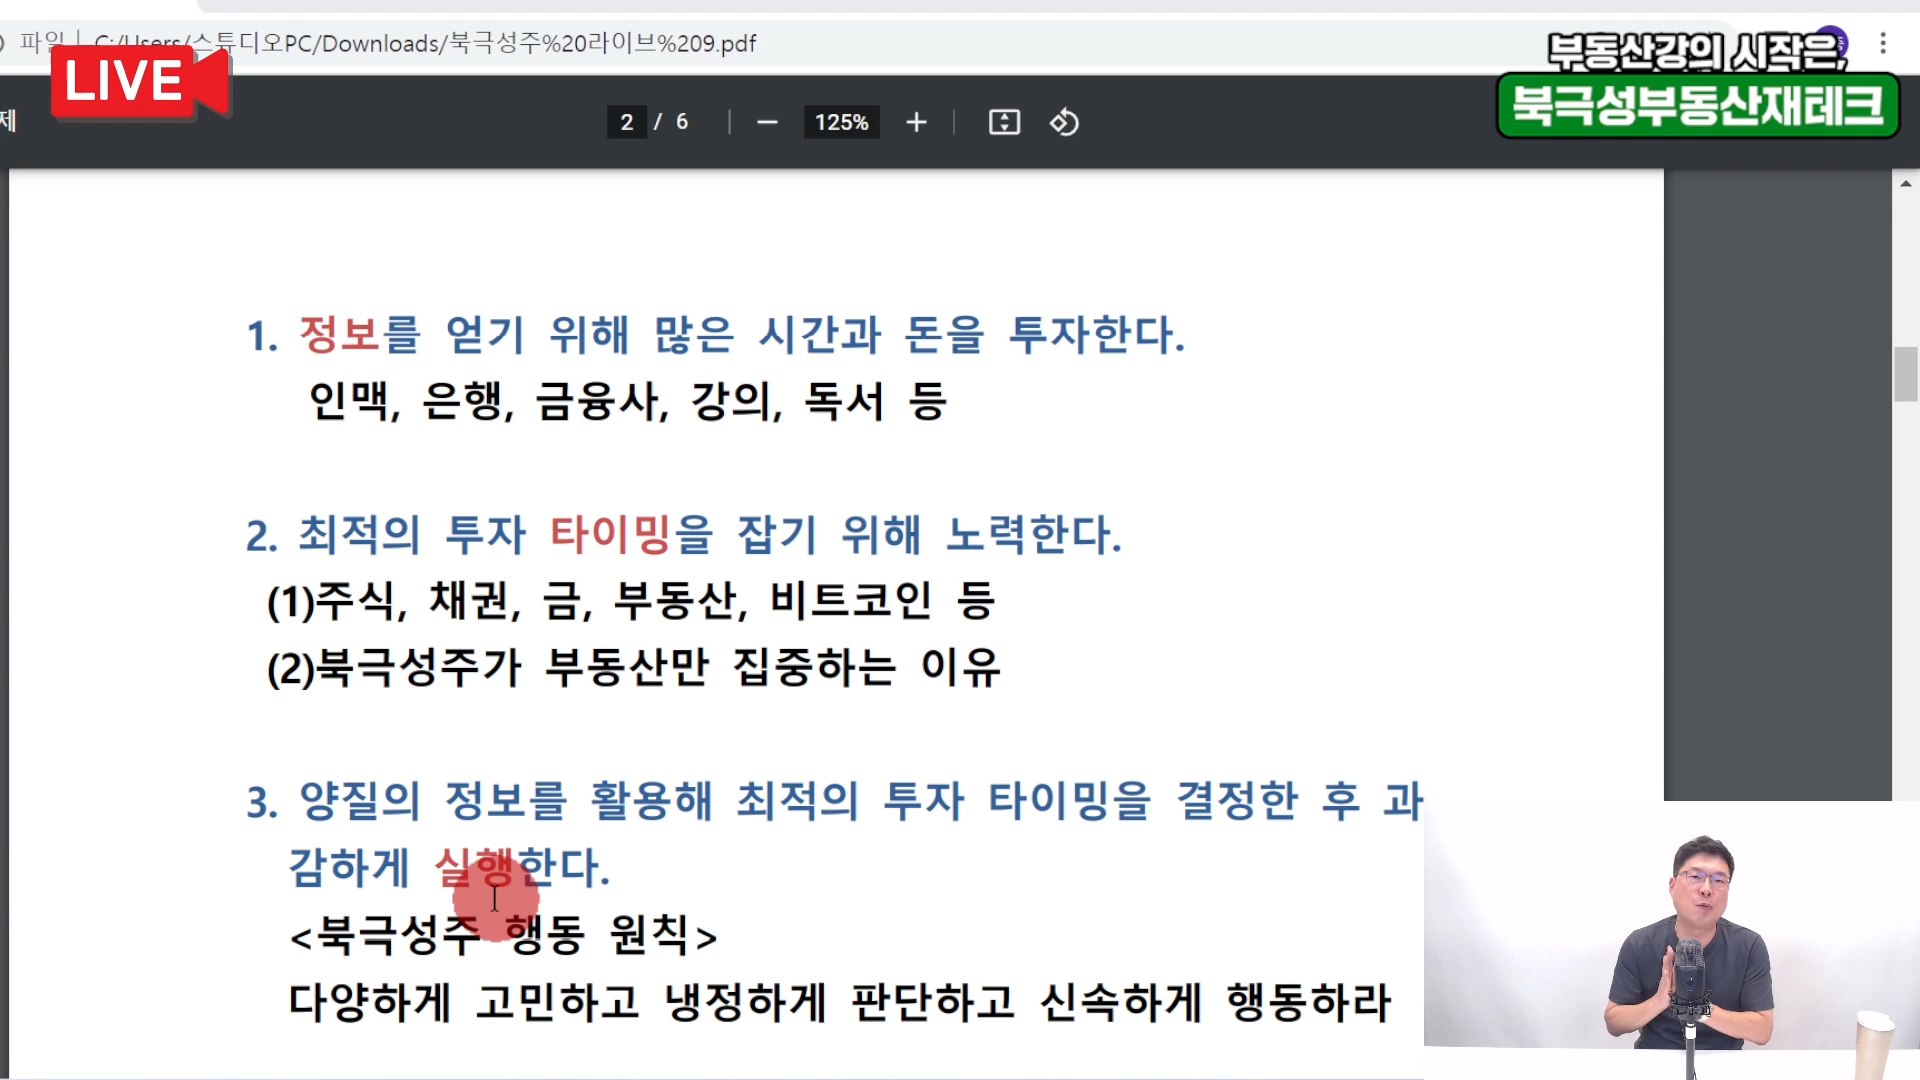 파일 | C:/Users/스튜디오PC/Downloads/북극성주%20라이브%209.pdf
LIVE
부동산강의 시작은,
북극성부동산재테크
제
2 / 6
125%
1. 정보를 얻기 위해 많은 시간과 돈을 투자한다.
인맥, 은행, 금융사, 강의, 독서 등
2. 최적의 투자 타이밍을 잡기 위해 노력한다.
(1)주식, 채권, 금, 부동산, 비트코인 등
(2)북극성주가 부동산만 집중하는 이유
3. 양질의 정보를 활용해 최적의 투자 타이밍을 결정한 후 과
감하게 실행한다.
<북극성주 행동 원칙>
다양하게 고민하고 냉정하게 판단하고 신속하게 행동하라